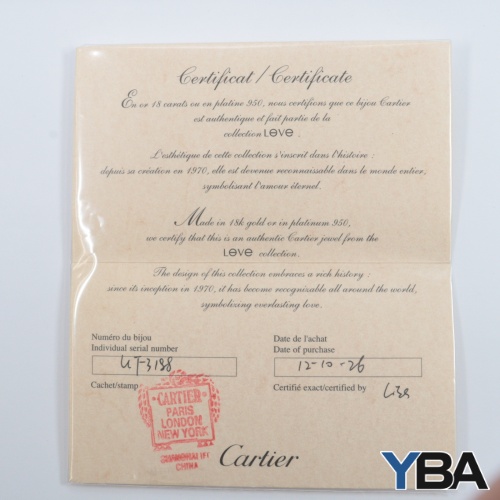 Certificat / Certificate
En or 18 carats ou en platine 950, nous certifions que ce bijou Cartier
est authentique et fait partie de la
collection LOVE .
L'esthétique de cette collection s'inscrit dans l'histoire :
depuis sa création en 1970, elle est devenue reconnaissable dans le monde entier,
symbolisant l'amour éternel.
Made in 18k gold or in platinum 950,
we certify that this is an authentic Cartier jewel from the
LOVE collection.
The design of this collection embraces a rich history :
since its inception in 1970, it has become recognizable all around the world,
symbolizing everlasting love.
Numéro du bijou
Individual serial number
Date de l'achat
Date of purchase
12-10-26
Cachet/stamp
Certifié exact/certified by
CARTIER
PARIS
LONDON
NEW YORK
CHINA
Cartier
YBA